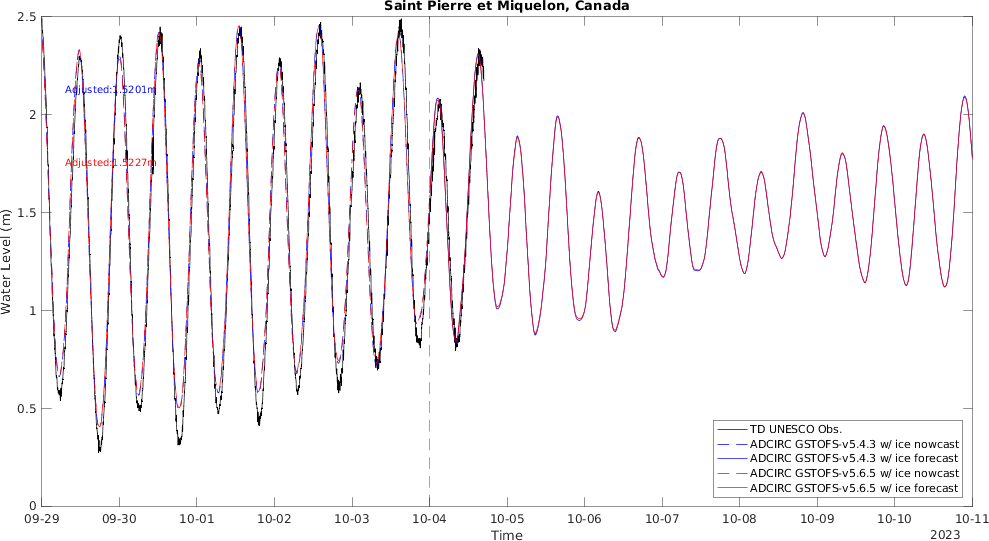 Saint Pierre et Miquelon, Canada
2.5
2
1.5
1
0.5
0
Water Level (m)
Adjusted:1.5201m
Adjusted:1.5227m
TD UNESCO Obs.
ADCIRC GSTOFS-v5.4.3 w/ ice nowcast
ADCIRC GSTOFS-v5.4.3 w/ ice forecast
ADCIRC GSTOFS-v5.6.5 w/ ice nowcast
ADCIRC GSTOFS-v5.6.5 w/ ice forecast
09-29 09-30 10-01 10-02 10-03 10-04 10-05 10-06 10-07 10-08 10-09 10-10 10-11
Time
2023